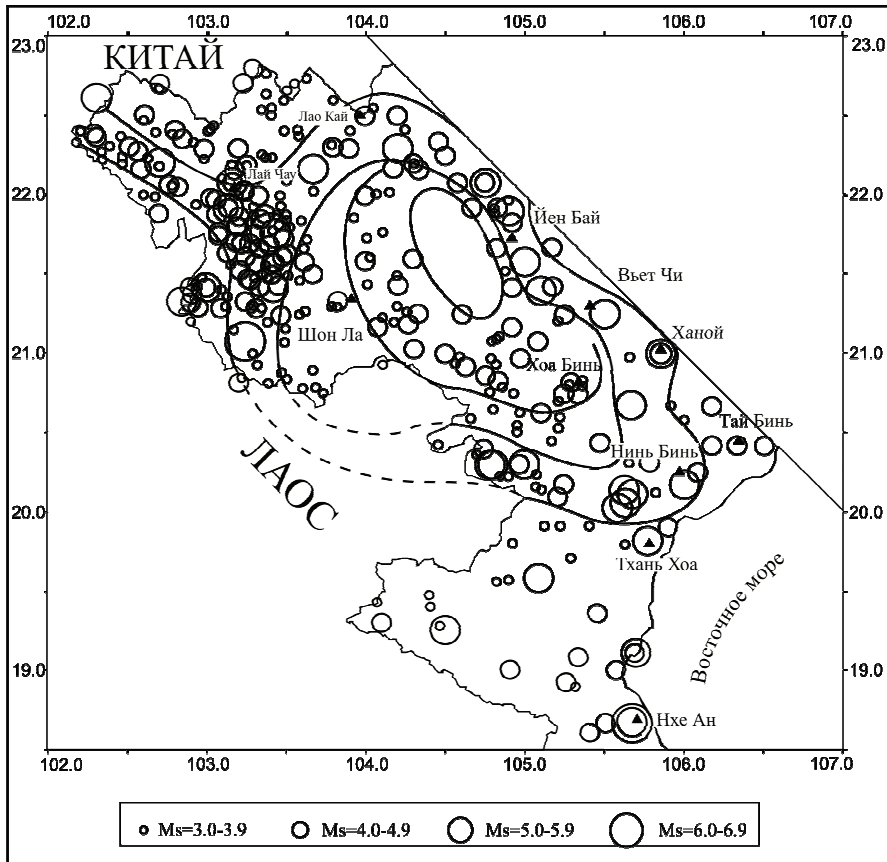 102.0 103.0 104.0 105.0 106.0 107.0
23.0 23.0
КИТАЙ
Лао Кай
Лай Чау
22.0 22.0
Йен Бай
Вьет Чи
Шон Ла
Ханой
21.0 21.0
Хоа Бинь
Тай Бинь
Нинь Бинь
ЛАОС
20.0 20.0
Тхань Хоа
Восточное море
19.0 19.0
Нхе Ан
102.0 103.0 104.0 105.0 106.0 107.0
Ms=3.0-3.9 Ms=4.0-4.9 Ms=5.0-5.9 Ms=6.0-6.9